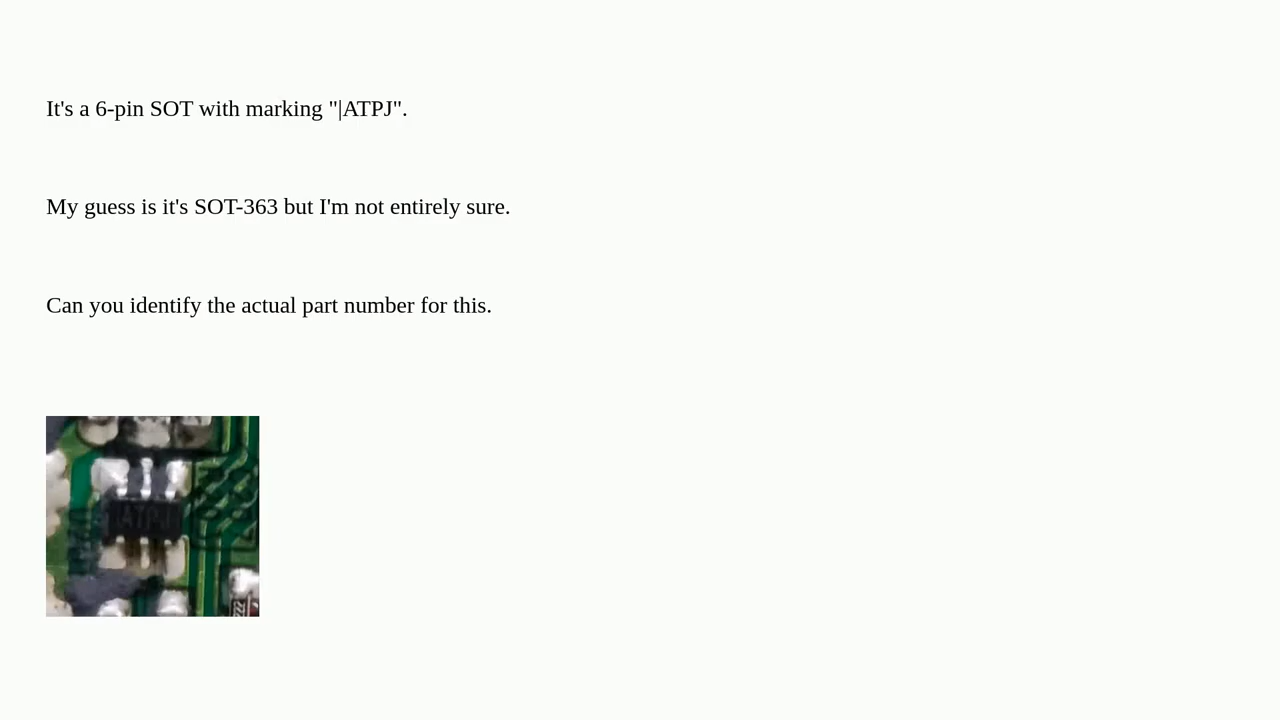 It's a 6-pin SOT with marking "|ATPJ".
My guess is it's SOT-363 but I'm not entirely sure.
Can you identify the actual part number for this.
ATPJ